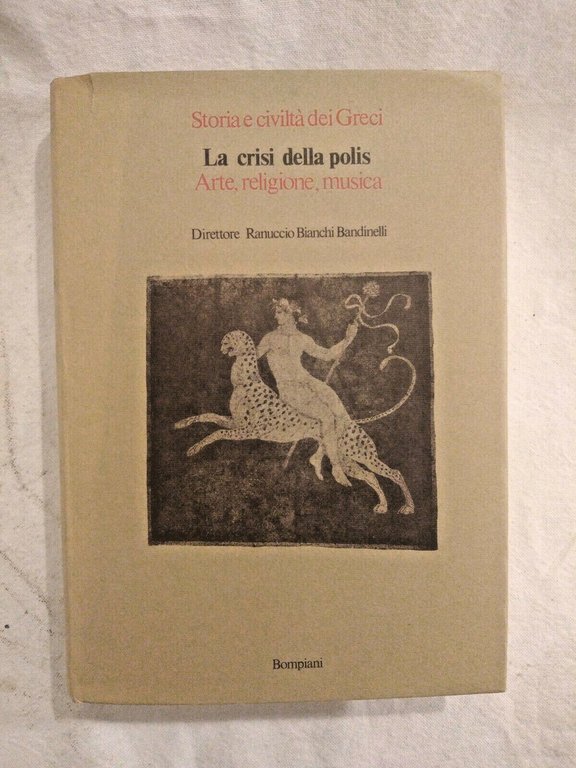 Storia e civiltà dei Greci
La crisi della polis
Arte, religione, musica
Direttore Ranuccio Bianchi Bandinelli
Bompiani